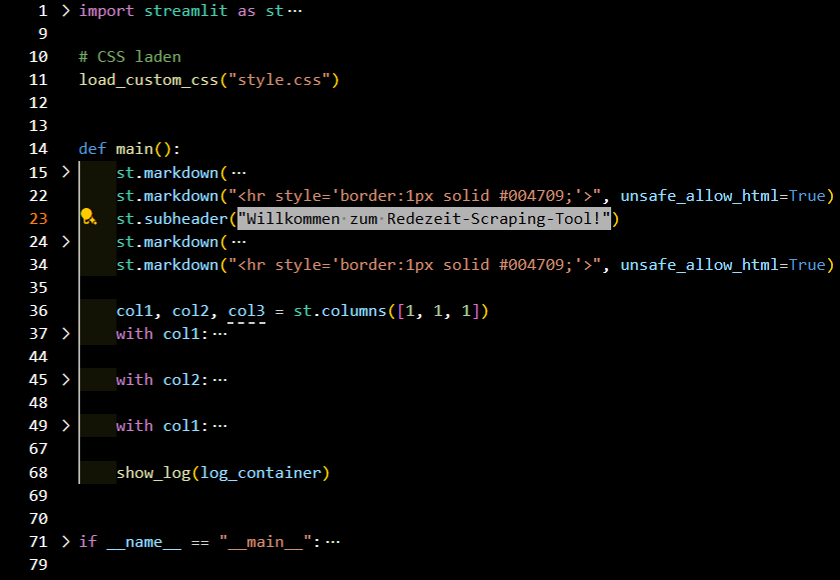 1 > import streamlit as st…
9
10 # CSS laden
11 load_custom_css("style.css")
12
13
14 def main():
15 > st.markdown(…
22 st.markdown("<hr style='border:1px solid #004709;'>", unsafe_allow_html=True)
23 st.subheader("Willkommen·zum·Redezeit-Scraping-Tool!")
24 > st.markdown(…
34 st.markdown("<hr style='border:1px solid #004709;'>", unsafe_allow_html=True)
35
36 col1, col2, col3 = st.columns([1, 1, 1])
37 > with col1:…
44
45 > with col2:…
48
49 > with col1:…
67
68 show_log(log_container)
69
70
71 > if __name__ == "__main__":…
79